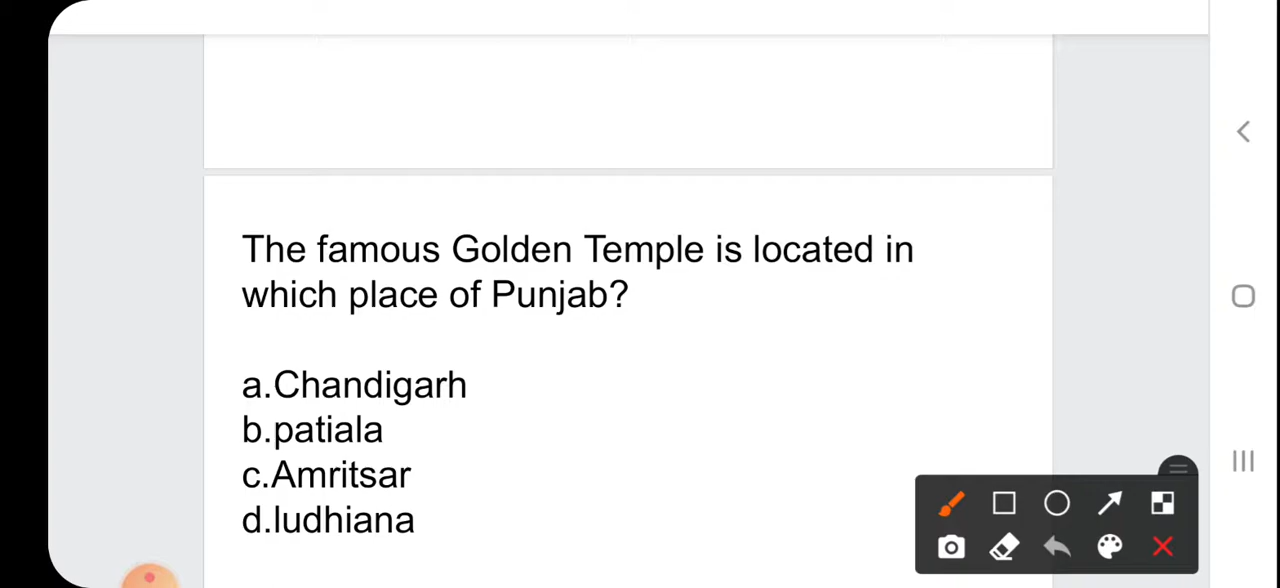 The famous Golden Temple is located in
which place of Punjab?
a.Chandigarh
b.patiala
c.Amritsar
d.ludhiana